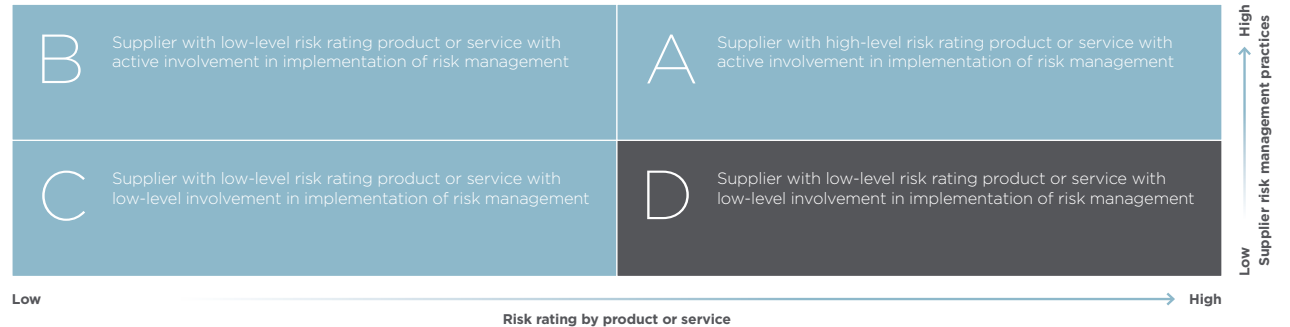 B
Supplier with low-level risk rating product or service with
active involvement in implementation of risk management
A
Supplier with high-level risk rating product or service with
active involvement in implementation of risk management
C
Supplier with low-level risk rating product or service with
low-level involvement in implementation of risk management
D
Supplier with low-level risk rating product or service with
low-level involvement in implementation of risk management
High
Low
Supplier risk management practices
Low
High
Risk rating by product or service